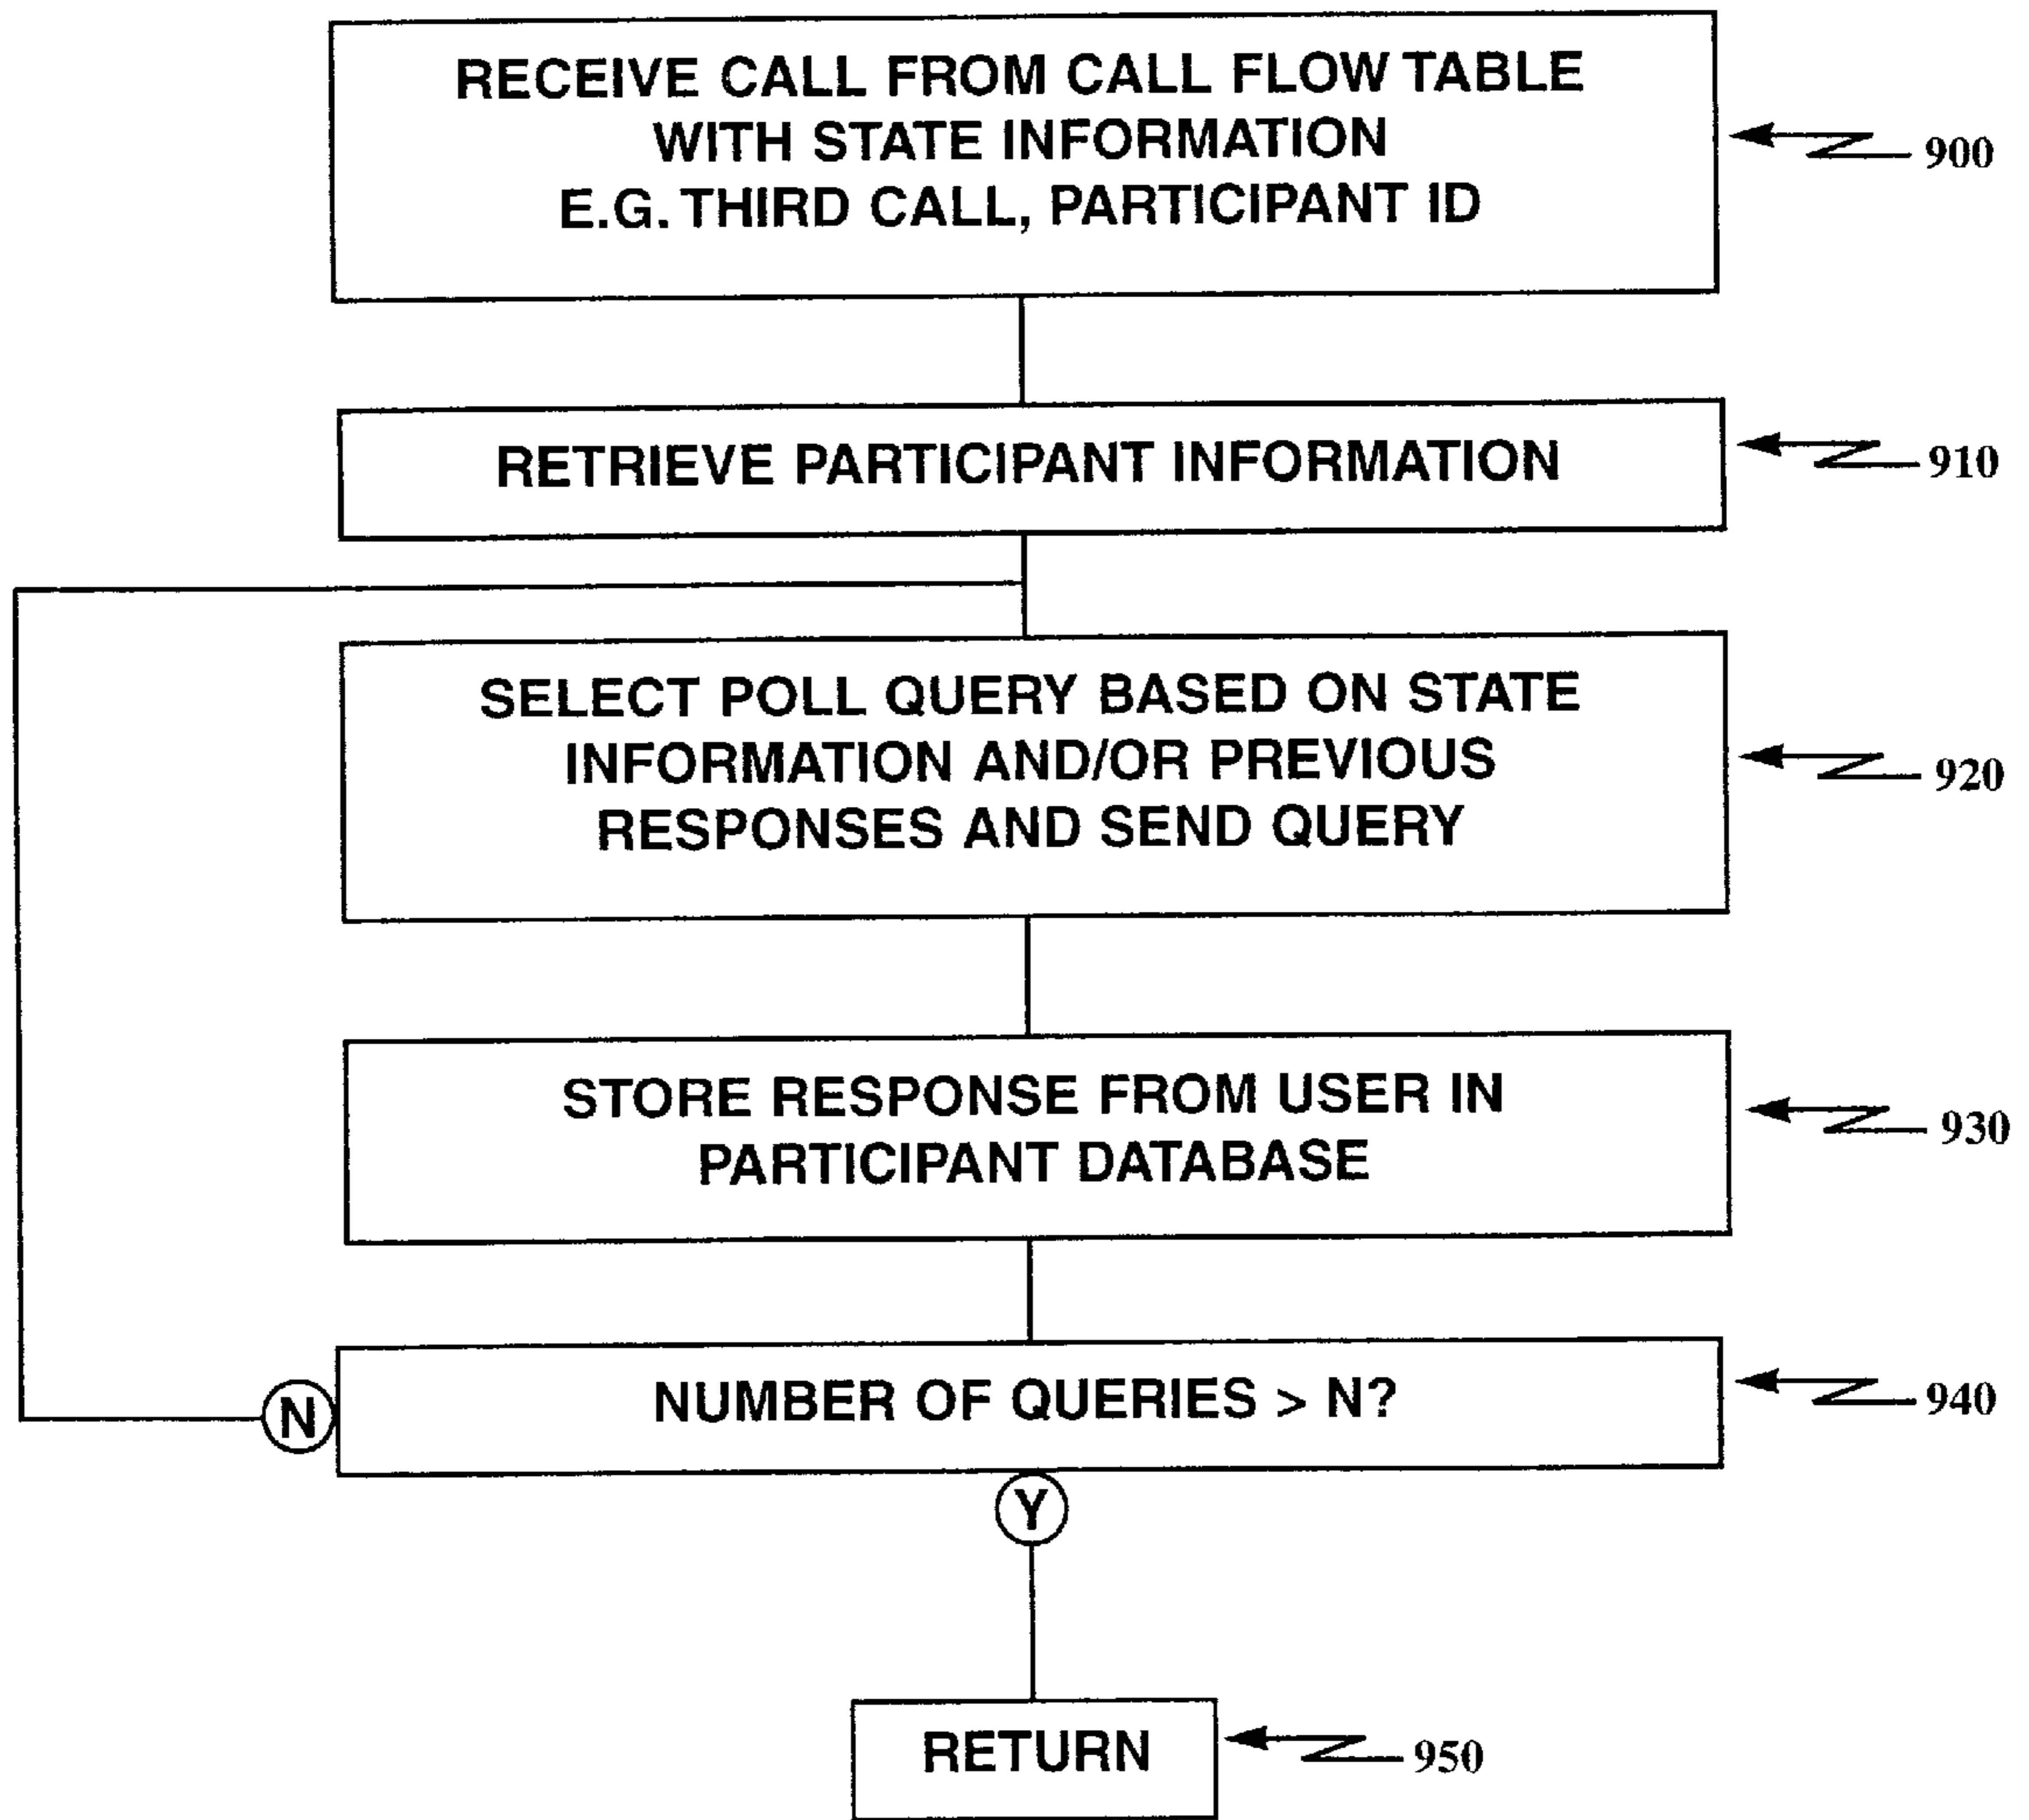 RECEIVE CALL FROM CALL FLOW TABLE
WITH STATE INFORMATION
E.G. THIRD CALL, PARTICIPANT ID
900
RETRIEVE PARTICIPANT INFORMATION
910
SELECT POLL QUERY BASED ON STATE
INFORMATION AND/OR PREVIOUS
RESPONSES AND SEND QUERY
920
STORE RESPONSE FROM USER IN
PARTICIPANT DATABASE
930
N
NUMBER OF QUERIES > N?
940
Y
RETURN
950